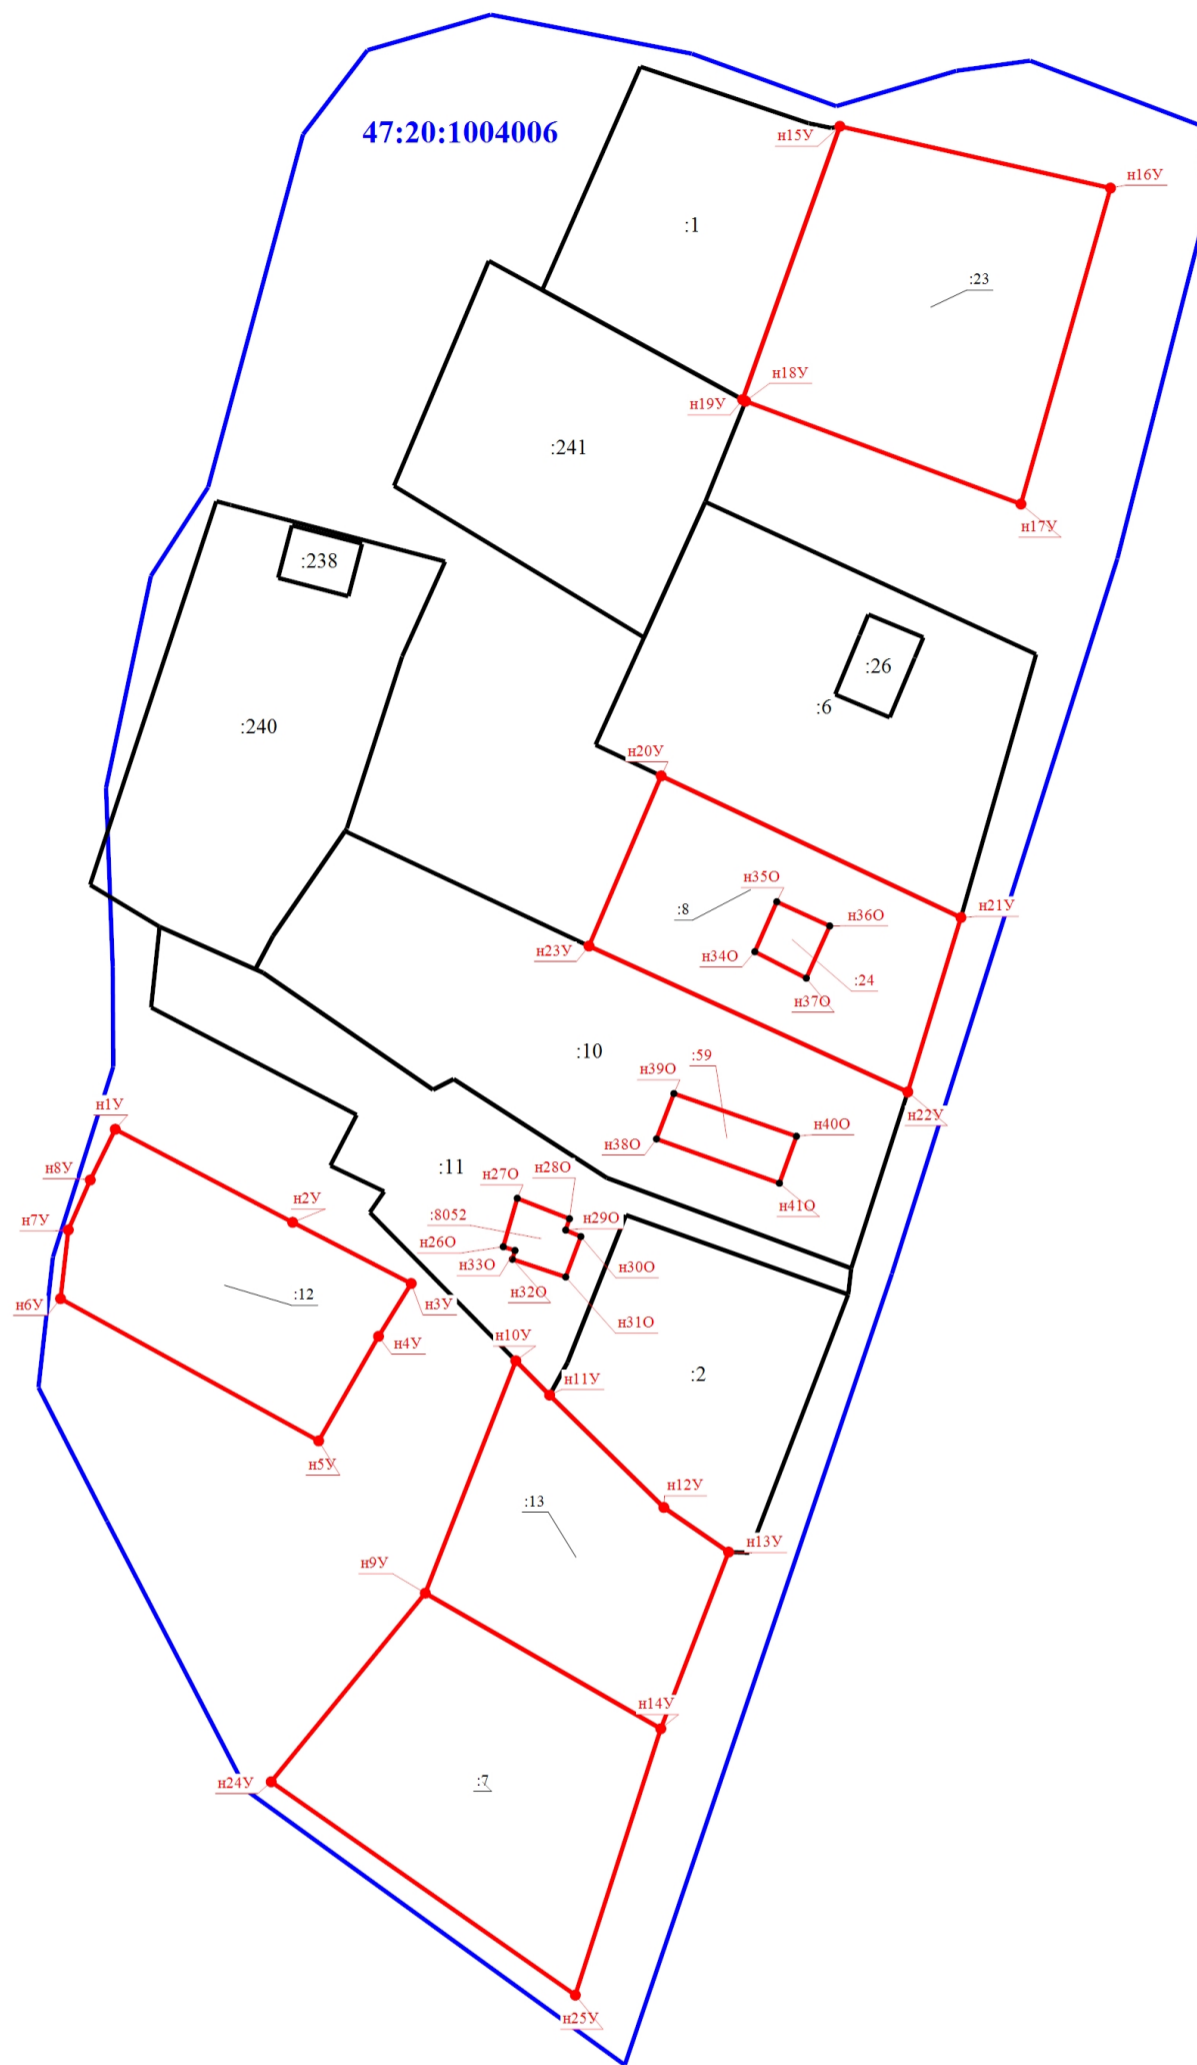 47:20:1004006
н15У
н16У
:1
:23
н18У
н19У
:241
н17У
:238
:26
:6
:240
н20У
н35О
:8
н36О
н21У
н23У
н34О
:24
н37О
:10
:59
н39О
н1У
н22У
н40О
н38О
:11
н8У
н28О
н27О
н41О
н2У
:8052
н29О
н7У
н26О
н33О
н30О
:12
н32О
н6У
н3У
н31О
н10У
н4У
:2
н11У
н5У
н12У
:13
н13У
н9У
н14У
:7
н24У
н25У